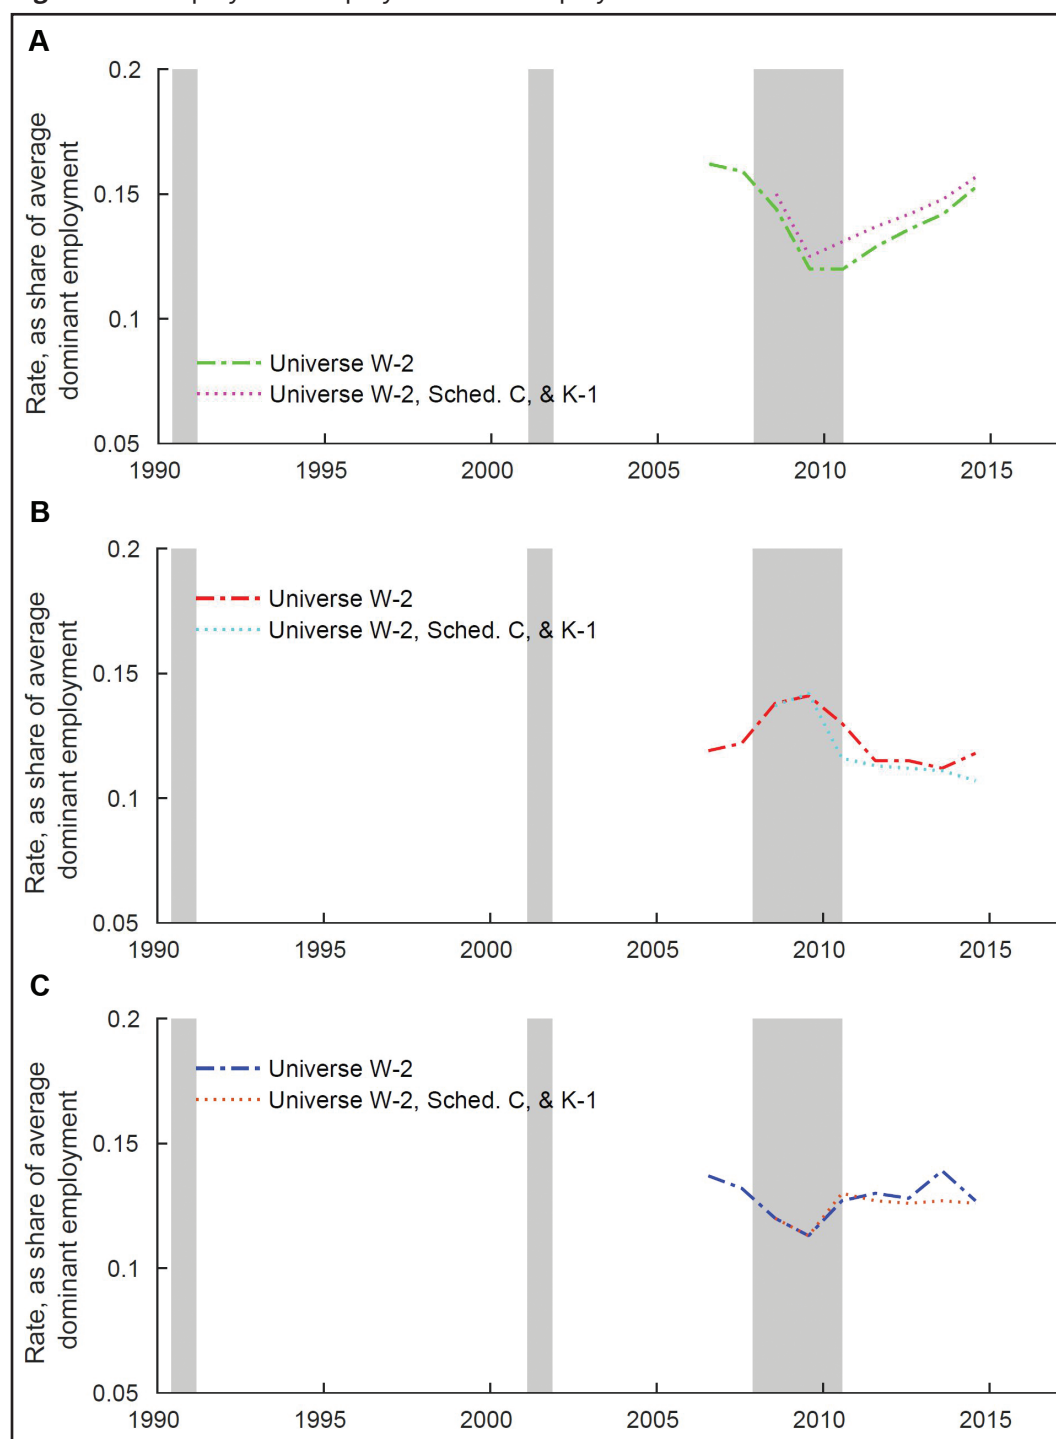 A
0.2
0.15
0.1
0.05
Rate, as share of average
dominant employment
Universe W-2
Universe W-2, Sched. C, & K-1
1990 1995 2000 2005 2010 2015
B
0.2
0.15
0.1
0.05
Rate, as share of average
dominant employment
Universe W-2
Universe W-2, Sched. C, & K-1
1990 1995 2000 2005 2010 2015
C
0.2
0.15
0.1
0.05
Rate, as share of average
dominant employment
Universe W-2
Universe W-2, Sched. C, & K-1
1990 1995 2000 2005 2010 2015